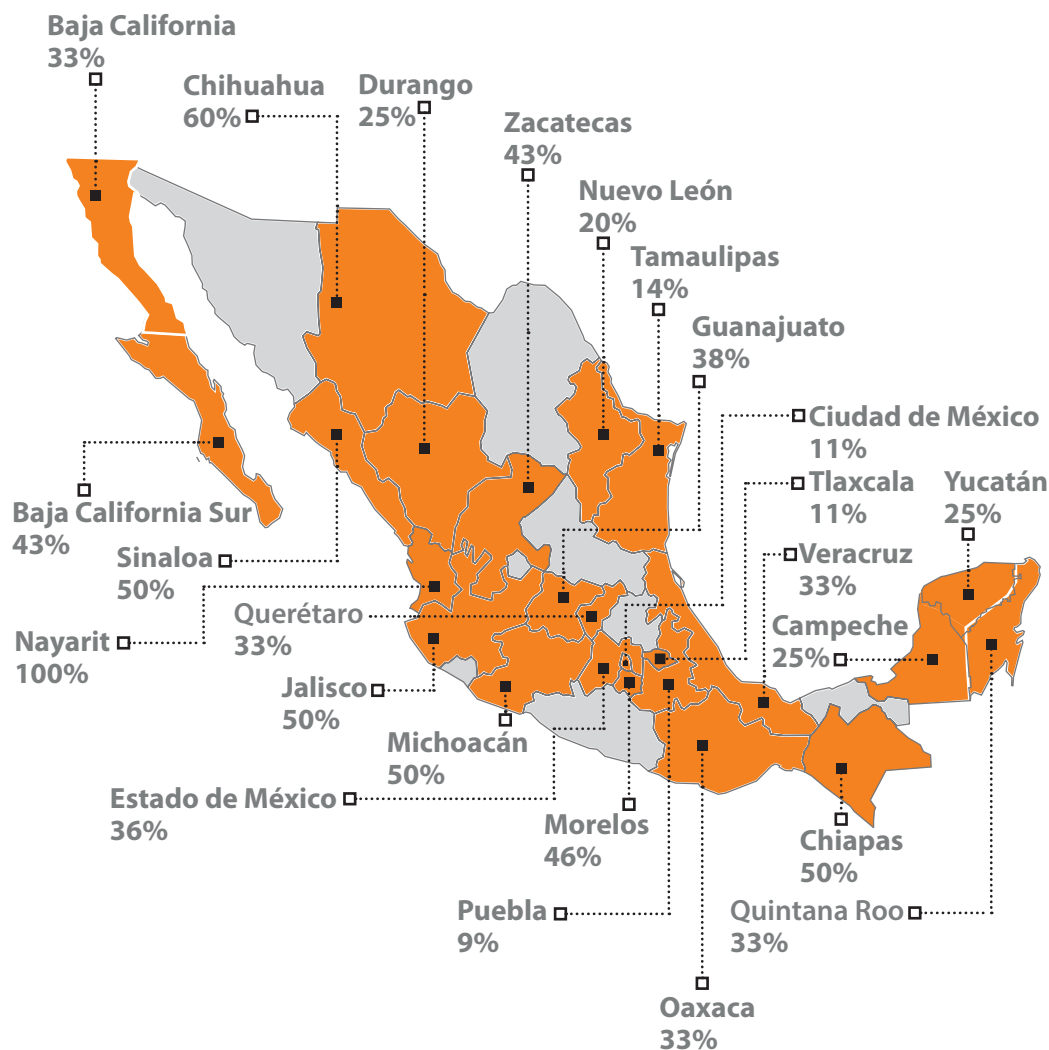 Baja California
33%
Chihuahua
60%
Durango
25%
Zacatecas
43%
Nuevo León
20%
Tamaulipas
14%
Guanajuato
38%
Ciudad de México
11%
Tlaxcala
11%
Yucatán
25%
Veracruz
33%
Baja California Sur
43%
Sinaloa
50%
Querétaro
33%
Nayarit
100%
Campeche
25%
Jalisco
50%
Michoacán
50%
Estado de México
36%
Morelos
46%
Chiapas
50%
Puebla
9%
Quintana Roo
33%
Oaxaca
33%